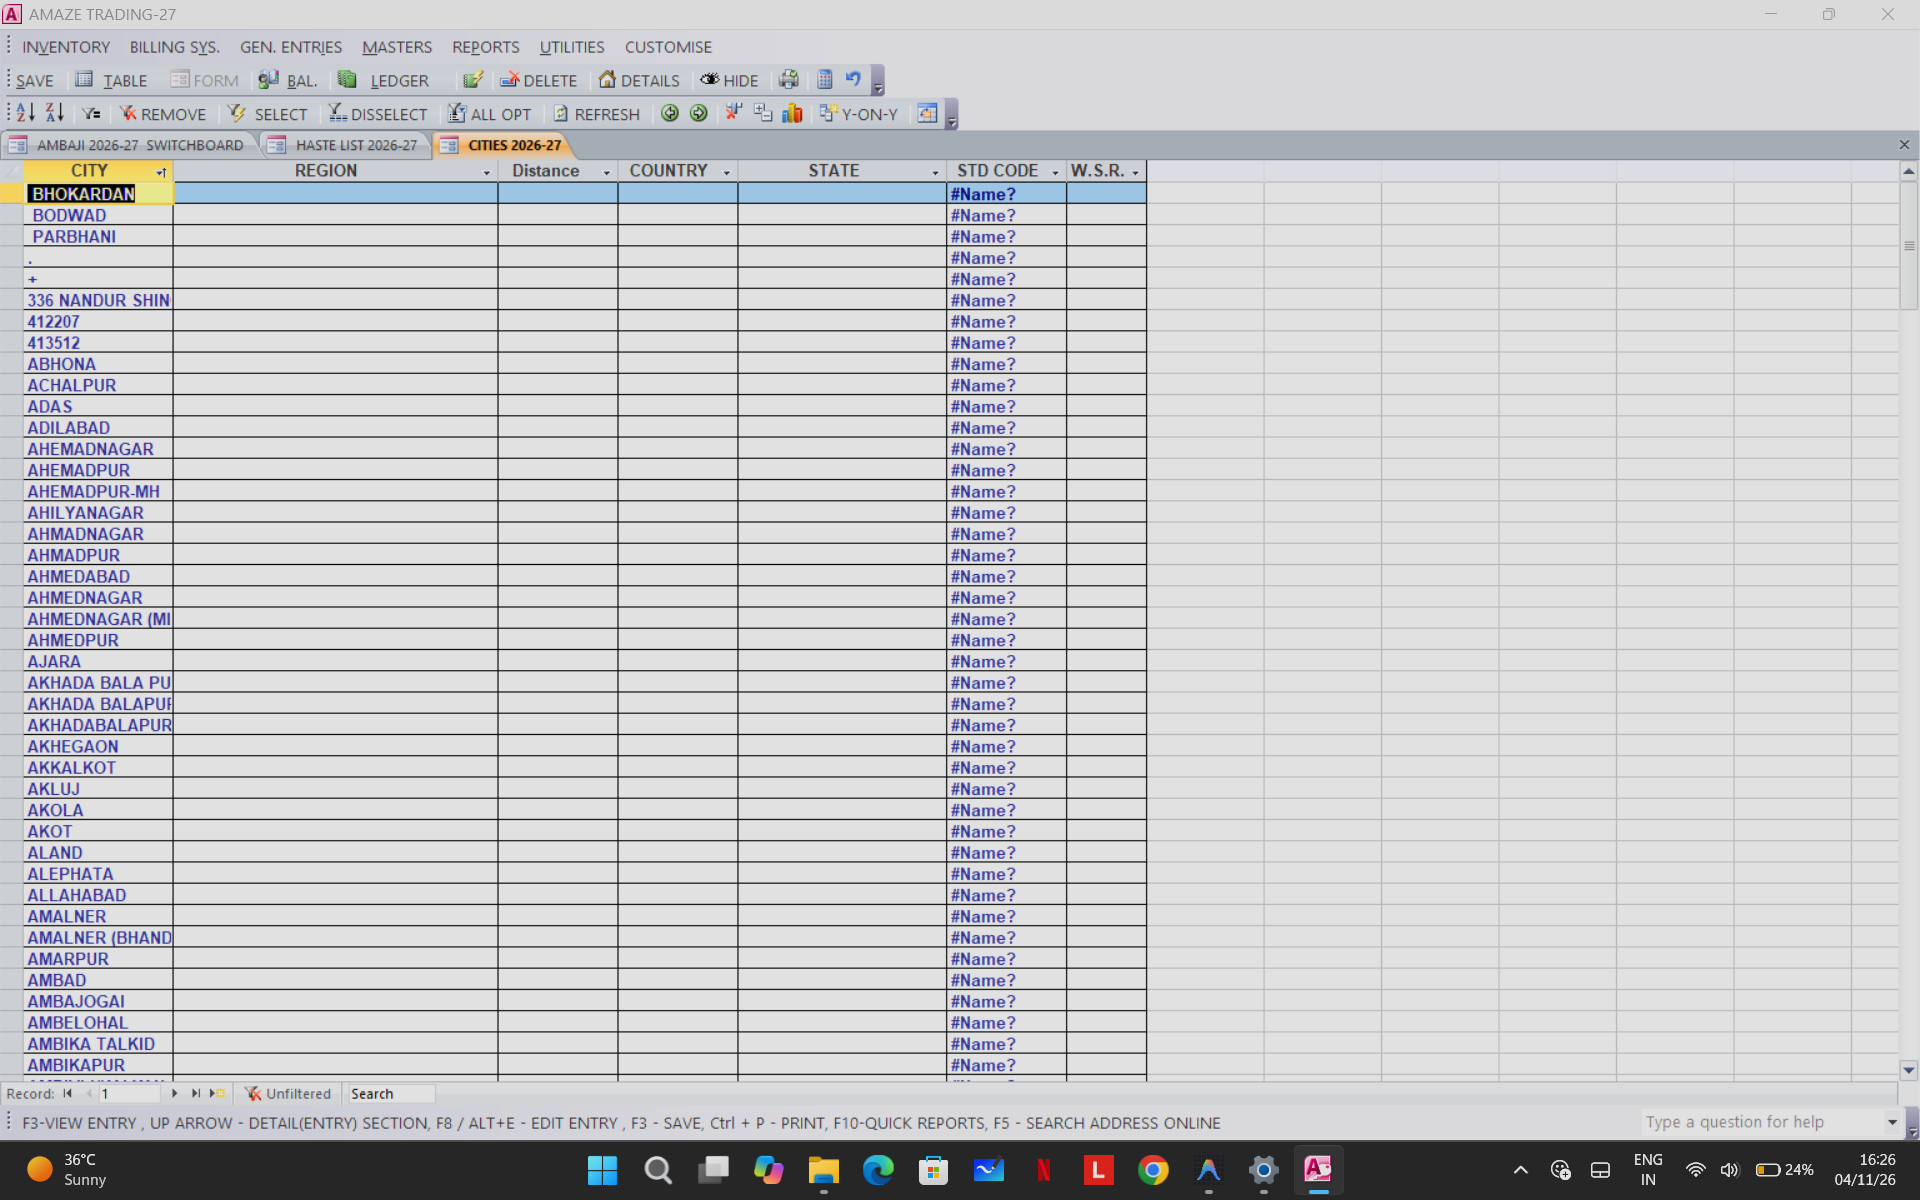 AMAZE TRADING-27
INVENTORY BILLING SYS. GEN. ENTRIES MASTERS REPORTS UTILITIES CUSTOMISE
SAVE TABLE FORM BAL. LEDGER DELETE DETAILS HIDE
REMOVE SELECT DISSELECT ALL OPT REFRESH Y-ON-Y
AMBAJI 2026-27 SWITCHBOARD HASTE LIST 2026-27 CITIES 2026-27
CITY REGION Distance COUNTRY STATE STD CODE W.S.R.
BHOKARDAN #Name?
BODWAD #Name?
PARBHANI #Name?
. #Name?
+ #Name?
336 NANDUR SHIN #Name?
412207 #Name?
413512 #Name?
ABHONA #Name?
ACHALPUR #Name?
ADAS #Name?
ADILABAD #Name?
AHEMADNAGAR #Name?
AHEMADPUR #Name?
AHEMADPUR-MH #Name?
AHILYANAGAR #Name?
AHMADNAGAR #Name?
AHMADPUR #Name?
AHMEDABAD #Name?
AHMEDNAGAR #Name?
AHMEDNAGAR (MI #Name?
AHMEDPUR #Name?
AJARA #Name?
AKHADA BALA PU #Name?
AKHADA BALAPUR #Name?
AKHADABALAPUR #Name?
AKHEGAON #Name?
AKKALKOT #Name?
AKLUJ #Name?
AKOLA #Name?
AKOT #Name?
ALAND #Name?
ALEPHATA #Name?
ALLAHABAD #Name?
AMALNER #Name?
AMALNER (BHAND #Name?
AMARPUR #Name?
AMBAD #Name?
AMBAJOGAI #Name?
AMBELOHAL #Name?
AMBIKA TALKID #Name?
AMBIKAPUR #Name?
Record: 1 Unfiltered Search
F3-VIEW ENTRY , UP ARROW - DETAIL(ENTRY) SECTION, F8 / ALT+E - EDIT ENTRY , F3 - SAVE, Ctrl + P - PRINT, F10-QUICK REPORTS, F5 - SEARCH ADDRESS ONLINE
Type a question for help
36°C
Sunny
ENG
IN
24%
16:26
04/11/26